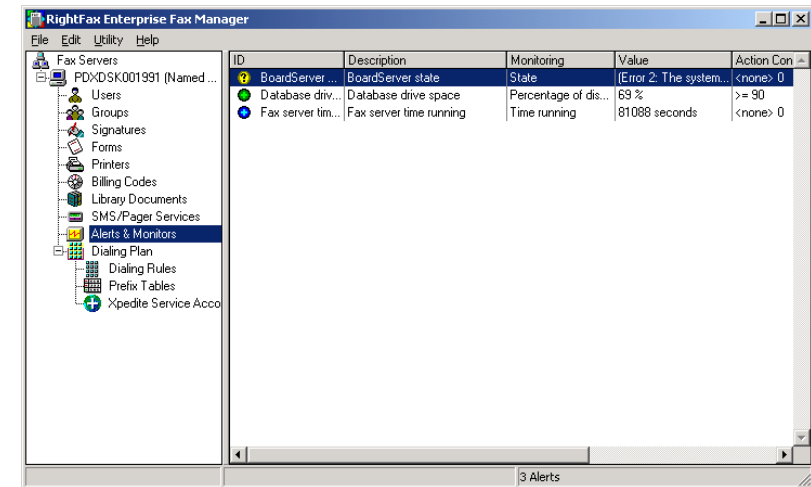 RightFax Enterprise Fax Manager
File Edit Utility Help
Fax Servers
PDXDSK001991 (Named ...
Users
Groups
Signatures
Forms
Printers
Billing Codes
Library Documents
SMS/Pager Services
Alerts & Monitors
Dialing Plan
Dialing Rules
Prefix Tables
Xpedite Service Acco
ID Description Monitoring Value Action Con
? BoardServer ... BoardServer state State (Error 2: The system... <none> 0
Database driv... Database drive space Percentage of dis... 69 % >= 90
Fax server tim... Fax server time running Time running 81088 seconds <none> 0
3 Alerts